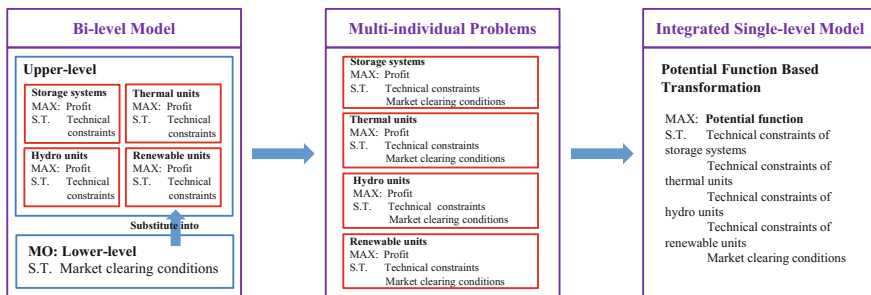 Bi-level Model
Upper-level
Storage systems
MAX: Profit
S.T. Technical
constraints
Thermal units
MAX: Profit
S.T. Technical
constraints
Hydro units
MAX: Profit
S.T. Technical
constraints
Renewable units
MAX: Profit
S.T. Technical
constraints
Substitute into
MO: Lower-level
S.T. Market clearing conditions
Multi-individual Problems
Storage systems
MAX: Profit
S.T. Technical constraints
Market clearing conditions
Thermal units
MAX: Profit
S.T. Technical constraints
Market clearing conditions
Hydro units
MAX: Profit
S.T. Technical constraints
Market clearing conditions
Renewable units
MAX: Profit
S.T. Technical constraints
Market clearing conditions
Integrated Single-level Model
Potential Function Based
Transformation
MAX: Potential function
S.T. Technical constraints of
storage systems
Technical constraints of
thermal units
Technical constraints of
hydro units
Technical constraints of
renewable units
Market clearing conditions